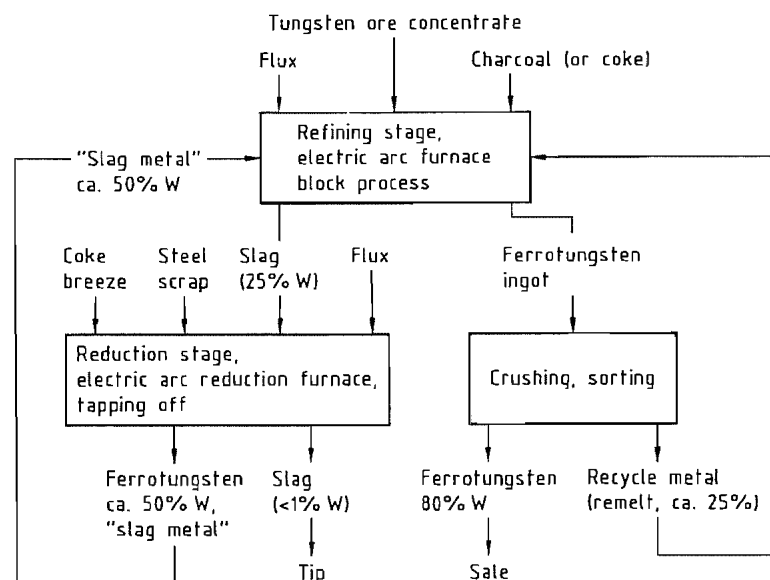 Tungsten ore concentrate
Flux
Charcoal (or coke)
Refining stage,
electric arc furnace
block process
"Slag metal"
ca. 50% W
Coke
breeze
Steel
scrap
Slag
(25% W)
Flux
Ferrotungsten
ingot
Reduction stage,
electric arc reduction furnace,
tapping off
Crushing, sorting
Ferrotungsten
ca. 50% W,
"slag metal"
Slag
(<1% W)
Ferrotungsten
80% W
Recycle metal
(remelt, ca. 25%)
Tip
Sale